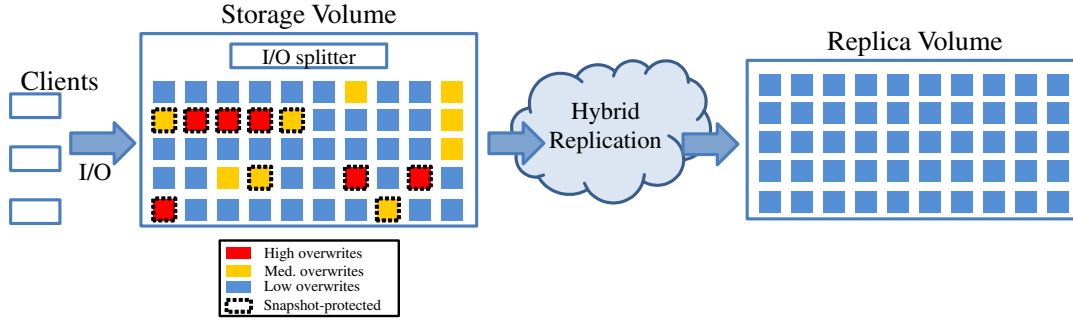 Storage Volume
I/O splitter
Clients
I/O
Hybrid
Replication
Replica Volume
High overwrites
Med. overwrites
Low overwrites
Snapshot-protected